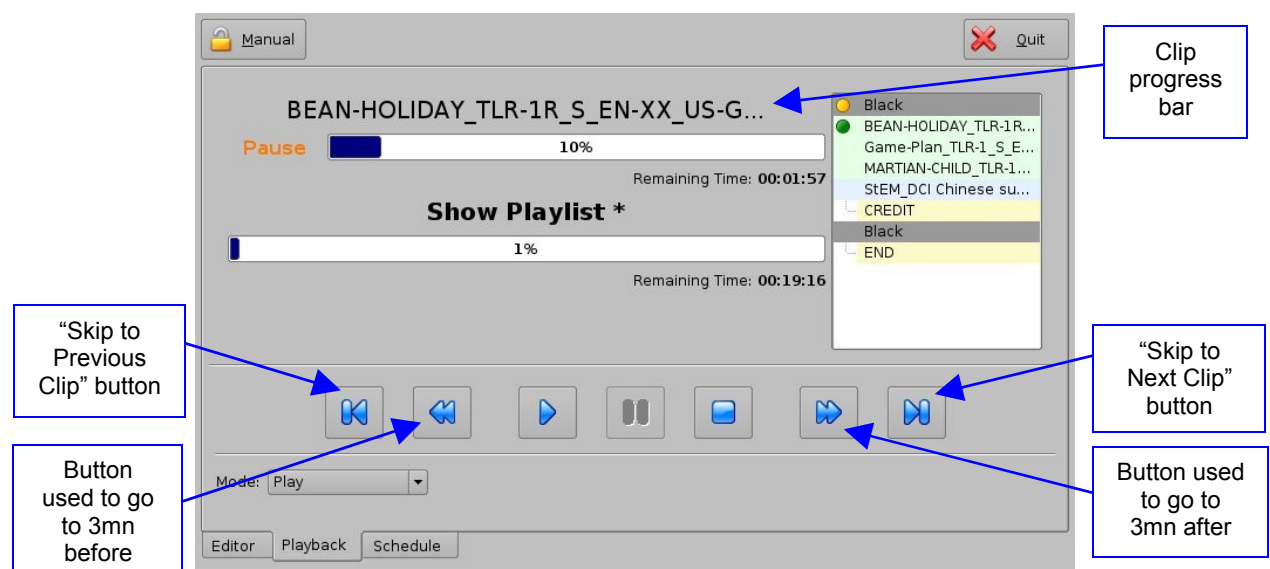 Manual
Quit
Clip
progress
bar
BEAN-HOLIDAY_TLR-1R_S_EN-XX_US-G...
Pause
10%
Remaining Time: 00:01:57
Show Playlist *
1%
Remaining Time: 00:19:16
Black
BEAN-HOLIDAY_TLR-1R...
Game-Plan_TLR-1_S_E...
MARTIAN-CHILD_TLR-1...
StEM_DCI Chinese su...
CREDIT
Black
END
“Skip to
Previous
Clip” button
“Skip to
Next Clip”
button
Button
used to go
to 3mn
before
Button used
to go to
3mn after
Mode: Play
Editor Playback Schedule